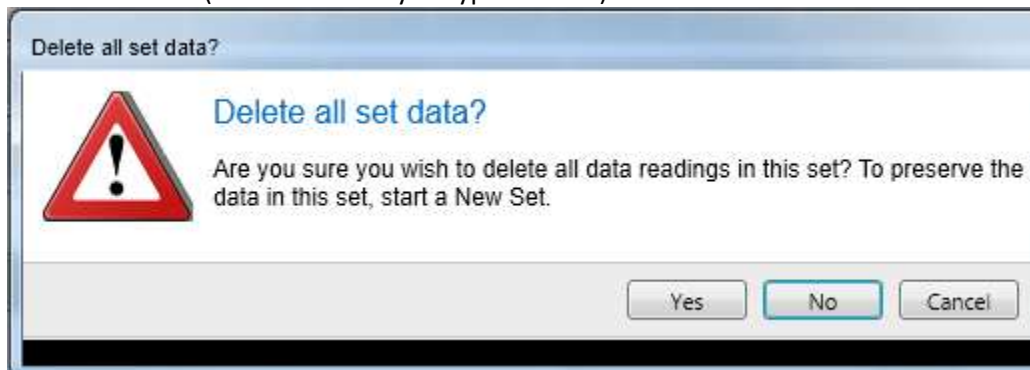 Delete all set data?
Delete all set data?
Are you sure you wish to delete all data readings in this set? To preserve the
data in this set, start a New Set.
Yes No Cancel